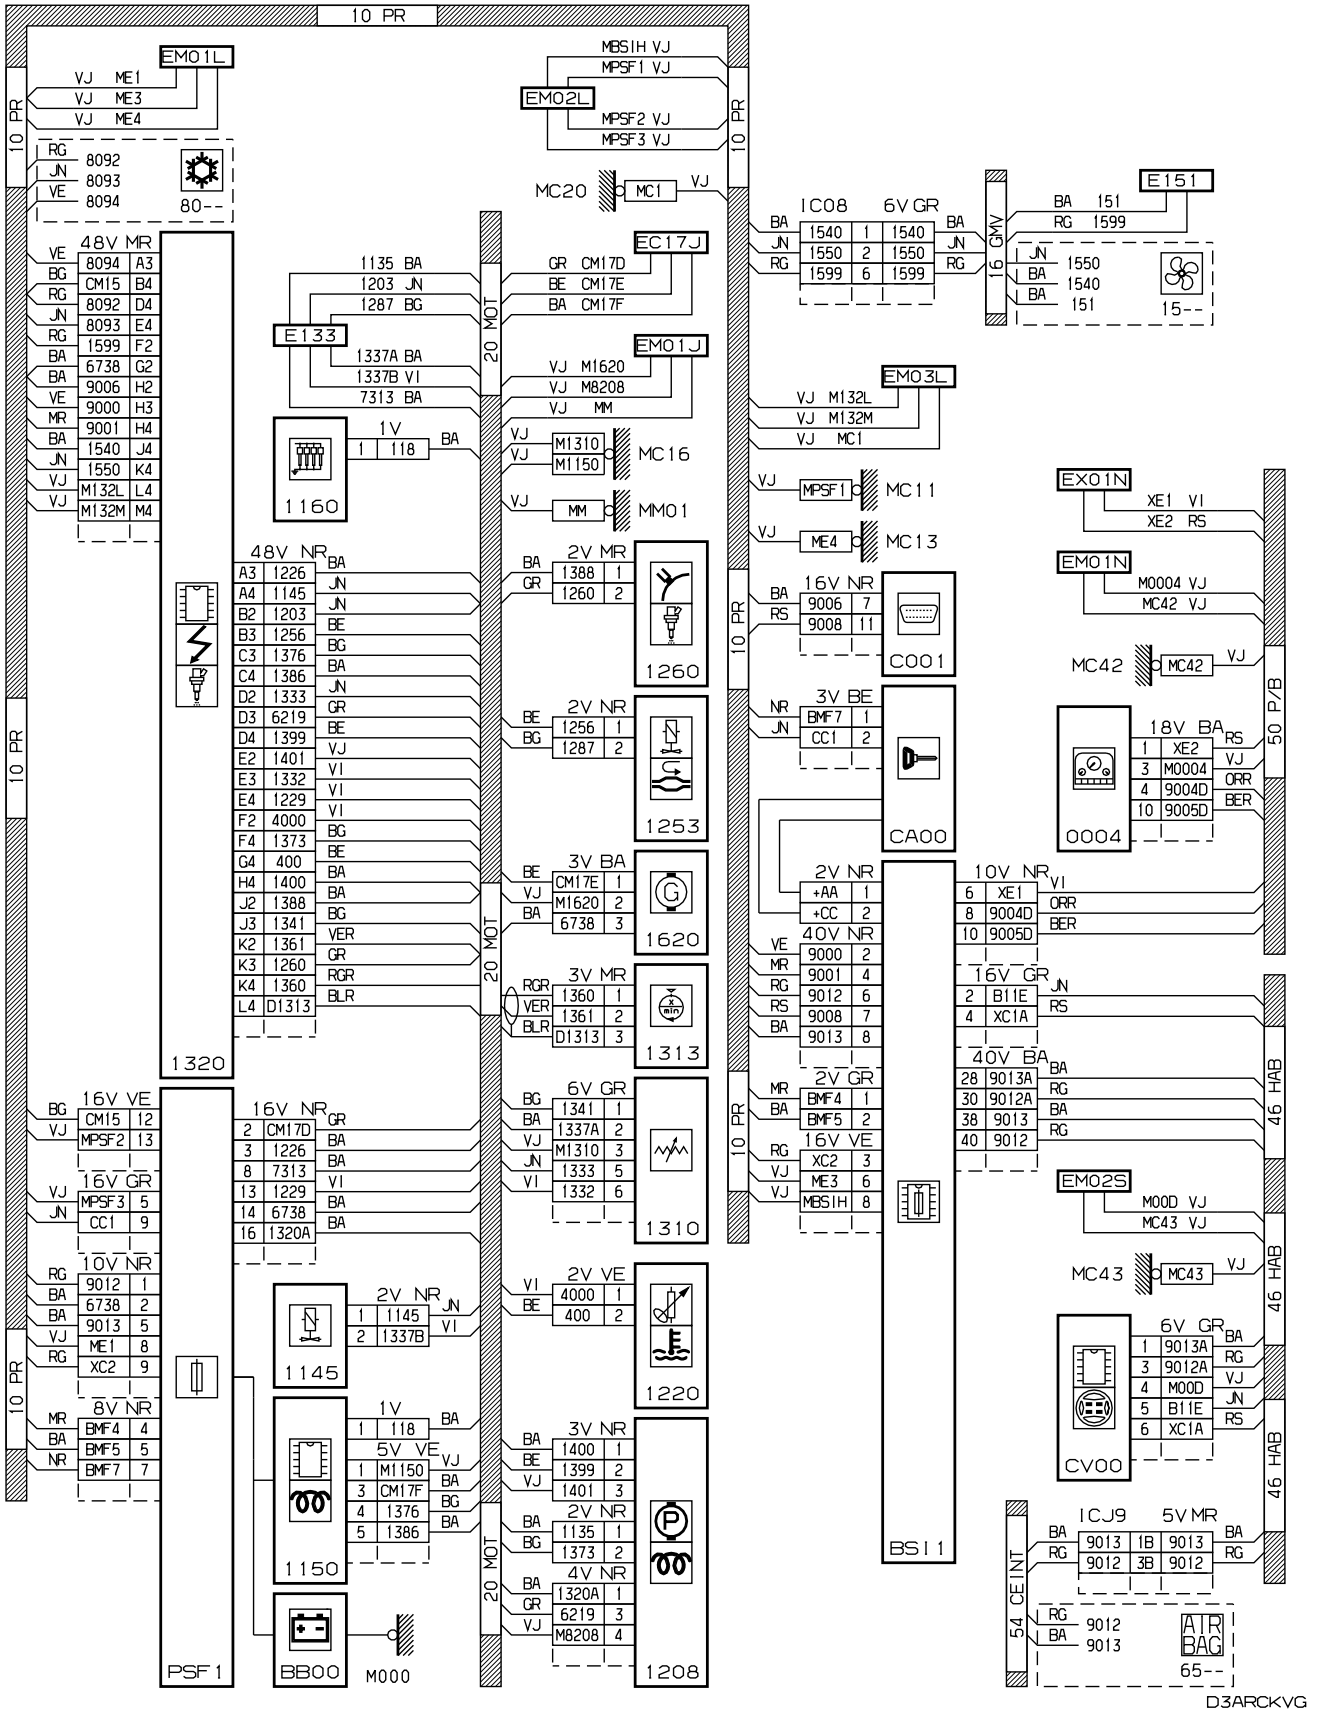 10 PR
EM01L
VJ ME1
VJ ME3
VJ ME4
10 PR
RG 8092
JN 8093
VE 8094
80--
48V MR
VE 8094 A3
BG CM15 B4
RG 8092 D4
JN 8093 E4
RG 1599 F2
BA 6738 G2
BA 9006 H2
VE 9000 H3
MR 9001 H4
BA 1540 J4
JN 1550 K4
VJ M132L L4
VJ M132M M4
10 PR
48V NR
A3 1226 BA
A4 1145 JN
B2 1203 JN
B3 1256 BE
C3 1376 BG
C4 1386 BA
D2 1333 JN
D3 6219 GR
D4 1399 BE
E2 1401 VJ
E3 1332 VI
E4 1229 VI
F2 4000 VI
F4 1373 BG
G4 400 BE
H4 1400 BA
J2 1388 BA
J3 1341 BG
K2 1361 VER
K3 1260 GR
K4 1360 RGR
L4 D1313 BLR
1320
16V VE
BG CM15 12
VJ MPSF2 13
16V GR
VJ MPSF3 5
JN CC1 9
10V NR
RG 9012 1
BA 6738 2
BA 9013 5
VJ ME1 8
RG XC2 9
10 PR
8V NR
MR BMF4 4
BA BMF5 5
NR BMF7 7
16V NR
2 CM17D GR
3 1226 BA
8 7313 BA
13 1229 VI
14 6738 BA
16 1320A BA
PSF1
2V NR
1 1145 JN
2 1337B VI
1145
1V
1 118 BA
5V VE
1 M1150 VJ
3 CM17F BA
4 1376 BG
5 1386 BA
1150
BB00
M000
1135 BA
1203 JN
1287 BG
E133
1337A BA
1337B VI
7313 BA
1V
1 118 BA
1160
20 MOT
20 MOT
20 MOT
MBSIH VJ
MPSF1 VJ
EM02L
MPSF2 VJ
MPSF3 VJ
10 PR
MC20 MC1 VJ
EC17J
GR CM17D
BE CM17E
BA CM17F
EM01J
VJ M1620
VJ M8208
VJ MM
VJ M1310
VJ M1150
MC16
VJ MM MM01
2V MR
BA 1388 1
GR 1260 2
1260
2V NR
BE 1256 1
BG 1287 2
1253
3V BA
BE CM17E 1
VJ M1620 2
BA 6738 3
G
1620
3V MR
RGR 1360 1
VER 1361 2
BLR D1313 3
x
min
1313
6V GR
BG 1341 1
BA 1337A 2
VJ M1310 3
JN 1333 5
VI 1332 6
1310
2V VE
VI 4000 1
BE 400 2
1220
3V NR
BA 1400 1
BE 1399 2
VJ 1401 3
2V NR
BA 1135 1
BG 1373 2
4V NR
BA 1320A 1
GR 6219 3
VJ M8208 4
P
1208
1C08 6V GR
BA 1540 1 1540 BA
JN 1550 2 1550 JN
RG 1599 6 1599 RG
16 GMV
E151
BA 151
RG 1599
JN 1550
BA 1540
BA 151
15--
EM03L
VJ M132L
VJ M132M
VJ MC1
VJ MPSF1 MC11
VJ ME4 MC13
10 PR
16V NR
BA 9006 7
RS 9008 11
C001
3V BE
NR BMF7 1
JN CC1 2
CA00
2V NR
+AA 1
+CC 2
40V NR
VE 9000 2
MR 9001 4
RG 9012 6
RS 9008 7
BA 9013 8
10 PR
2V GR
MR BMF4 1
BA BMF5 2
16V VE
RG XC2 3
VJ ME3 6
VJ MBSIH 8
10V NR
6 XE1 VI
8 9004D ORR
10 9005D BER
16V GR
2 B11E JN
4 XC1A RS
40V BA
28 9013A BA
30 9012A RG
38 9013 BA
40 9012 RG
BSI1
EX01N
XE1 VI
XE2 RS
EM01N
M0004 VJ
MC42 VJ
MC42 MC42 VJ
50 P/B
18V BA
1 XE2 RS
3 M0004 VJ
4 9004D ORR
10 9005D BER
0004
46 HAB
EM02S
M00D VJ
MC43 VJ
46 HAB
MC43 MC43 VJ
6V GR
1 9013A BA
3 9012A RG
4 M00D VJ
5 B11E JN
6 XC1A RS
CV00
46 HAB
54 CEINT
1CJ9 5V MR
BA 9013 1B 9013 BA
RG 9012 3B 9012 RG
RG 9012
BA 9013
AIR
BAG
65--
D3ARCKVG